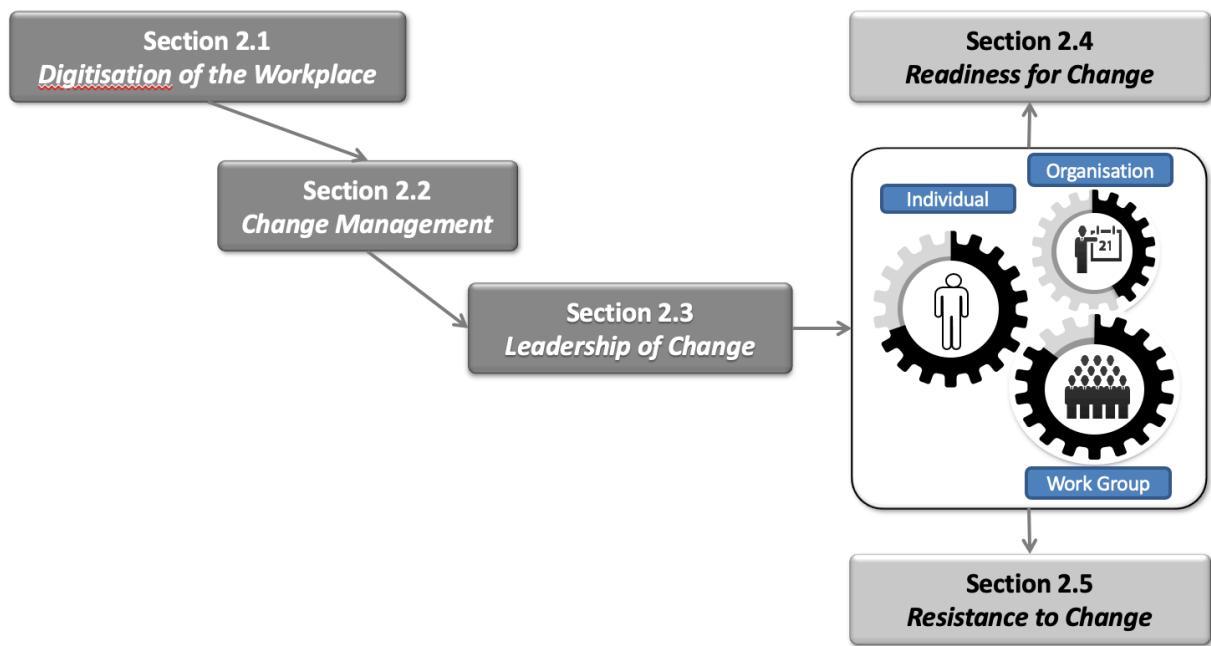 Section 2.1
Digitisation of the Workplace
Section 2.2
Change Management
Section 2.3
Leadership of Change
Section 2.4
Readiness for Change
Organisation
Individual
21
Work Group
Section 2.5
Resistance to Change